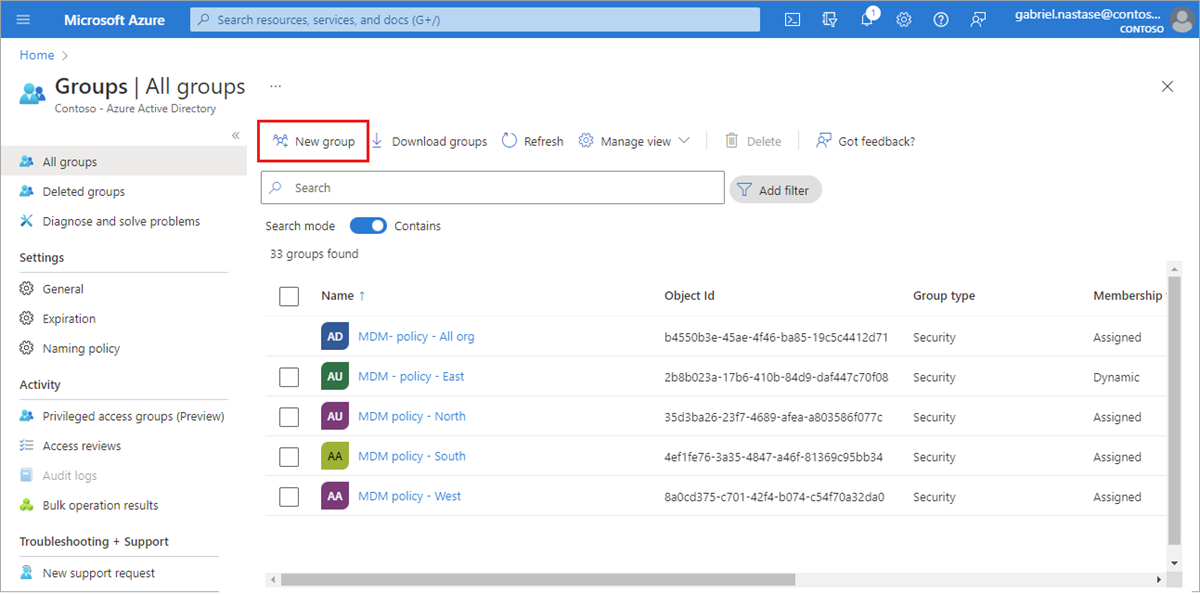 Microsoft Azure
Search resources, services, and docs (G+/)
1
gabriel.nastase@contos...
CONTOSO
Home >
Groups | All groups ...
Contoso - Azure Active Directory
«
New group
Download groups
Refresh
Manage view
Delete
Got feedback?
All groups
Deleted groups
Diagnose and solve problems
Settings
General
Expiration
Naming policy
Activity
Privileged access groups (Preview)
Access reviews
Audit logs
Bulk operation results
Troubleshooting + Support
New support request
Search
Add filter
Search mode
Contains
33 groups found
Name ↑ Object Id Group type Membership
AD MDM- policy - All org b4550b3e-45ae-4f46-ba85-19c5c4412d71 Security Assigned
AU MDM - policy - East 2b8b023a-17b6-410b-84d9-daf447c70f08 Security Dynamic
AU MDM policy - North 35d3ba26-23f7-4689-afea-a803586f077c Security Assigned
AA MDM policy - South 4ef1fe76-3a35-4847-a46f-81369c95bb34 Security Assigned
AA MDM policy - West 8a0cd375-c701-42f4-b074-c54f70a32da0 Security Assigned